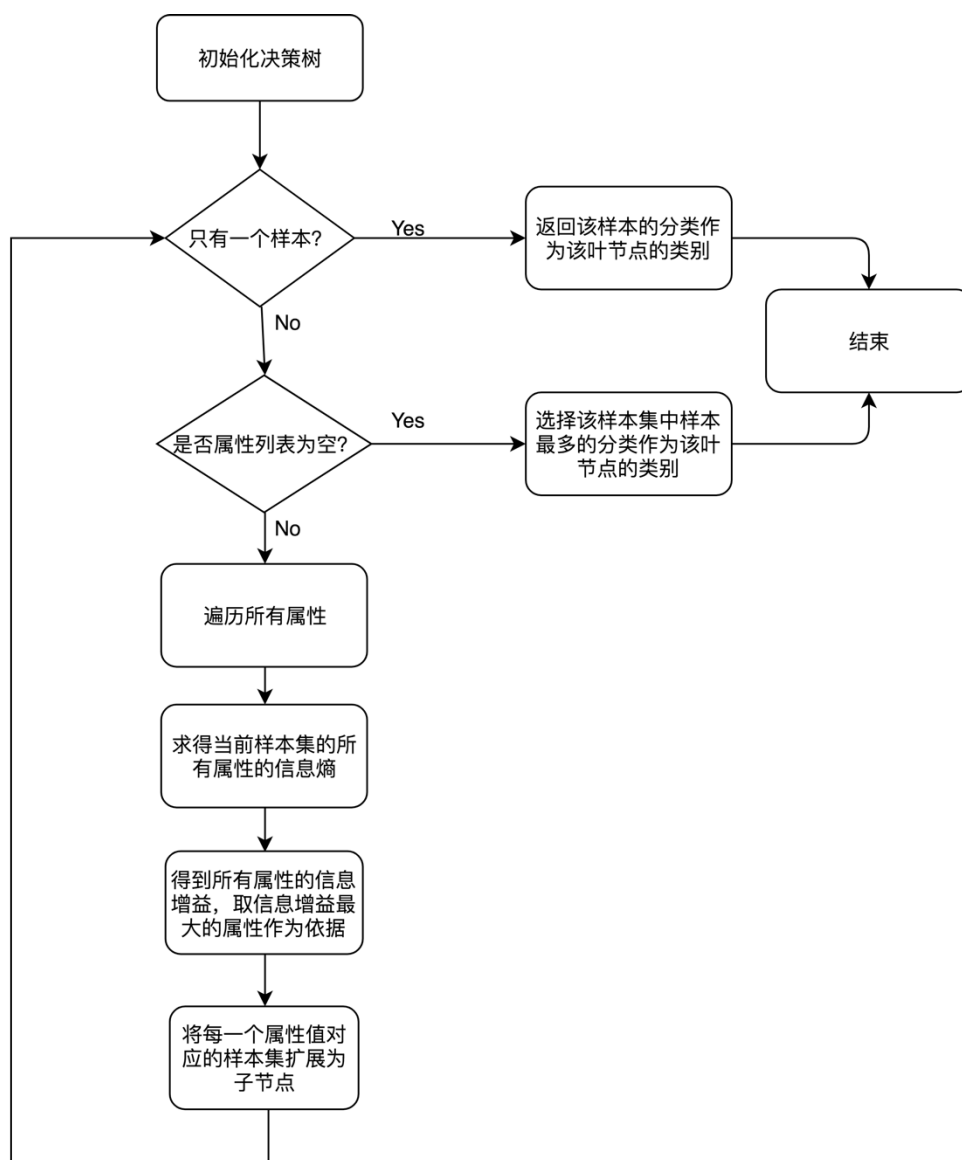 初始化决策树
只有一个样本?
Yes
返回该样本的分类作
为该叶节点的类别
结束
No
是否属性列表为空?
Yes
选择该样本集中样本
最多的分类作为该叶
节点的类别
No
遍历所有属性
求得当前样本集的所
有属性的信息熵
得到所有属性的信息
增益，取信息增益最
大的属性作为依据
将每一个属性值对
应的样本集扩展为
子节点